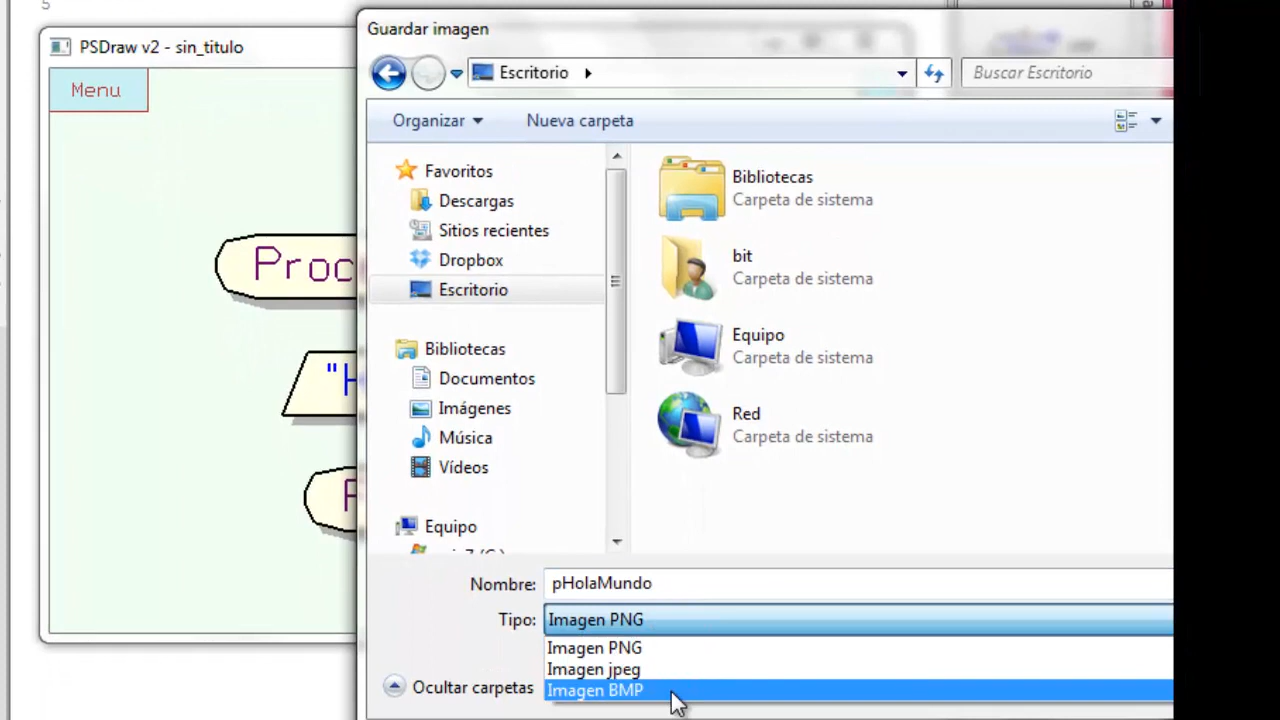 5
PSDraw v2 - sin_titulo
Menu
Proc
"H
Guardar imagen
Escritorio
Buscar Escritorio
Organizar
Nueva carpeta
Favoritos
Descargas
Sitios recientes
Dropbox
Escritorio
Bibliotecas
Documentos
Imágenes
Música
Vídeos
Equipo
Bibliotecas
Carpeta de sistema
bit
Carpeta de sistema
Equipo
Carpeta de sistema
Red
Carpeta de sistema
Nombre: pHolaMundo
Tipo: Imagen PNG
Imagen PNG
Imagen jpeg
Imagen BMP
Ocultar carpetas